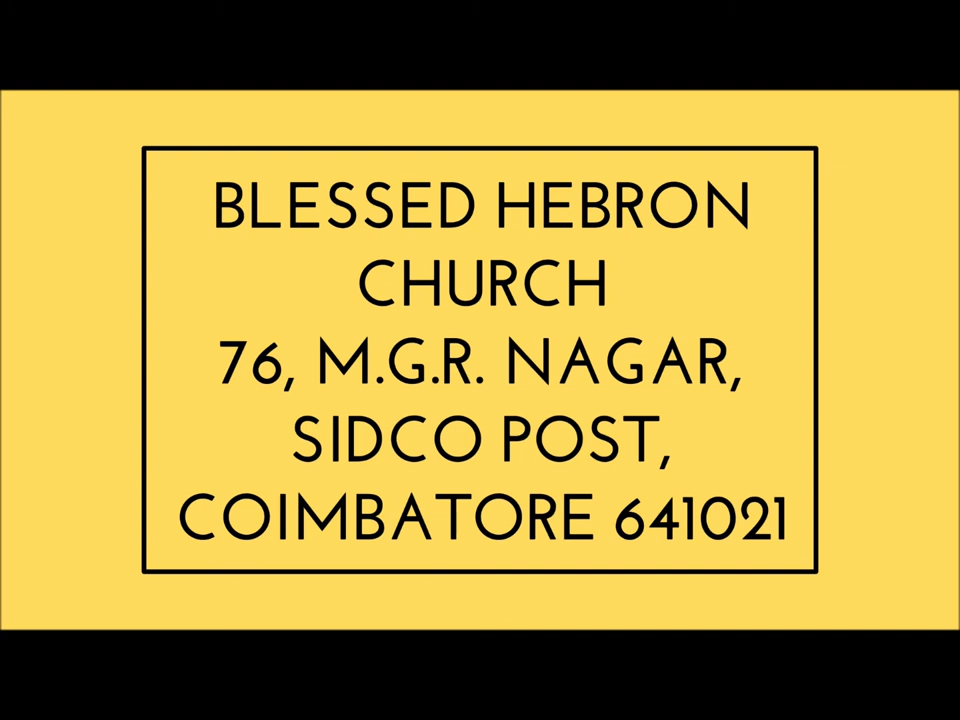 BLESSED HEBRON
CHURCH
76, M.G.R. NAGAR,
SIDCO POST,
COIMBATORE 641021